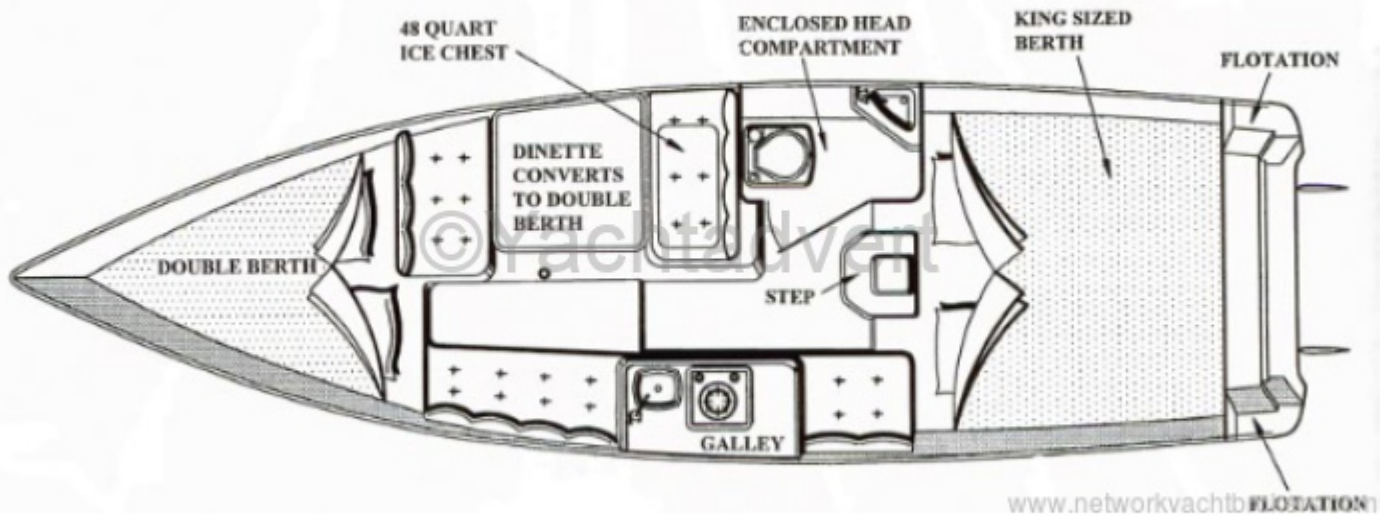 48 QUART
ICE CHEST
ENCLOSED HEAD
COMPARTMENT
KING SIZED
BERTH
FLOTATION
DINETTE
CONVERTS
TO DOUBLE
BERTH
©Yachtadvert
DOUBLE BERTH
STEP
GALLEY
FLOTATION